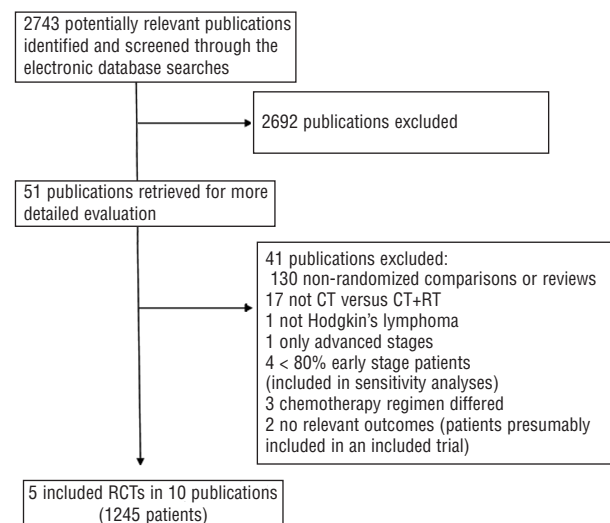 2743 potentially relevant publications
identified and screened through the
electronic database searches
2692 publications excluded
51 publications retrieved for more
detailed evaluation
41 publications excluded:
130 non-randomized comparisons or reviews
17 not CT versus CT+RT
1 not Hodgkin's lymphoma
1 only advanced stages
4 < 80% early stage patients
(included in sensitivity analyses)
3 chemotherapy regimen differed
2 no relevant outcomes (patients presumably
included in an included trial)
5 included RCTs in 10 publications
(1245 patients)